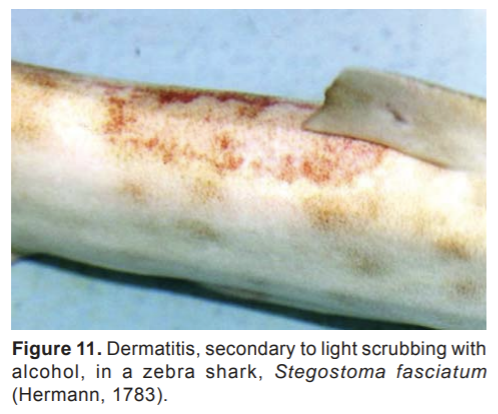 Figure 11. Dermatitis, secondary to light scrubbing with
alcohol, in a zebra shark, Stegostoma fasciatum
(Hermann, 1783).